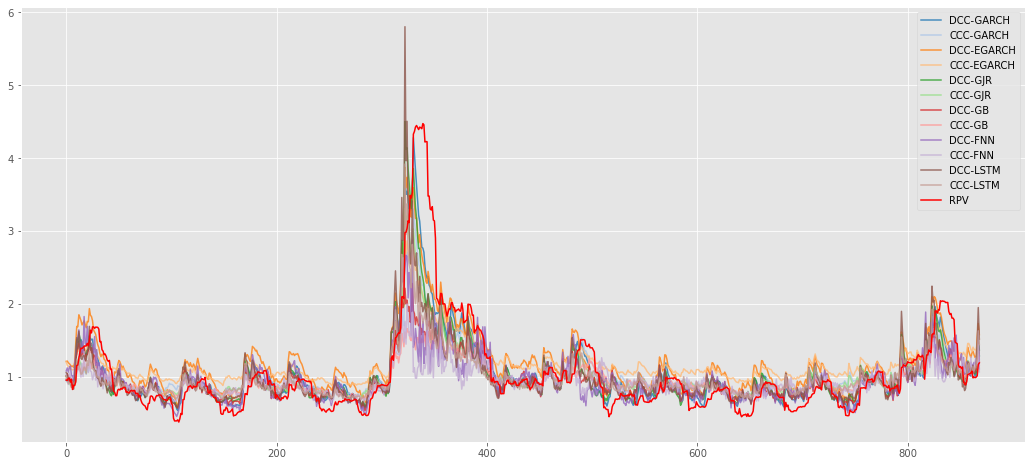 6
5
4
3
2
1
0
200
400
600
800
DCC-GARCH
CCC-GARCH
DCC-EGARCH
CCC-EGARCH
DCC-GJR
CCC-GJR
DCC-GB
CCC-GB
DCC-FNN
CCC-FNN
DCC-LSTM
CCC-LSTM
RPV